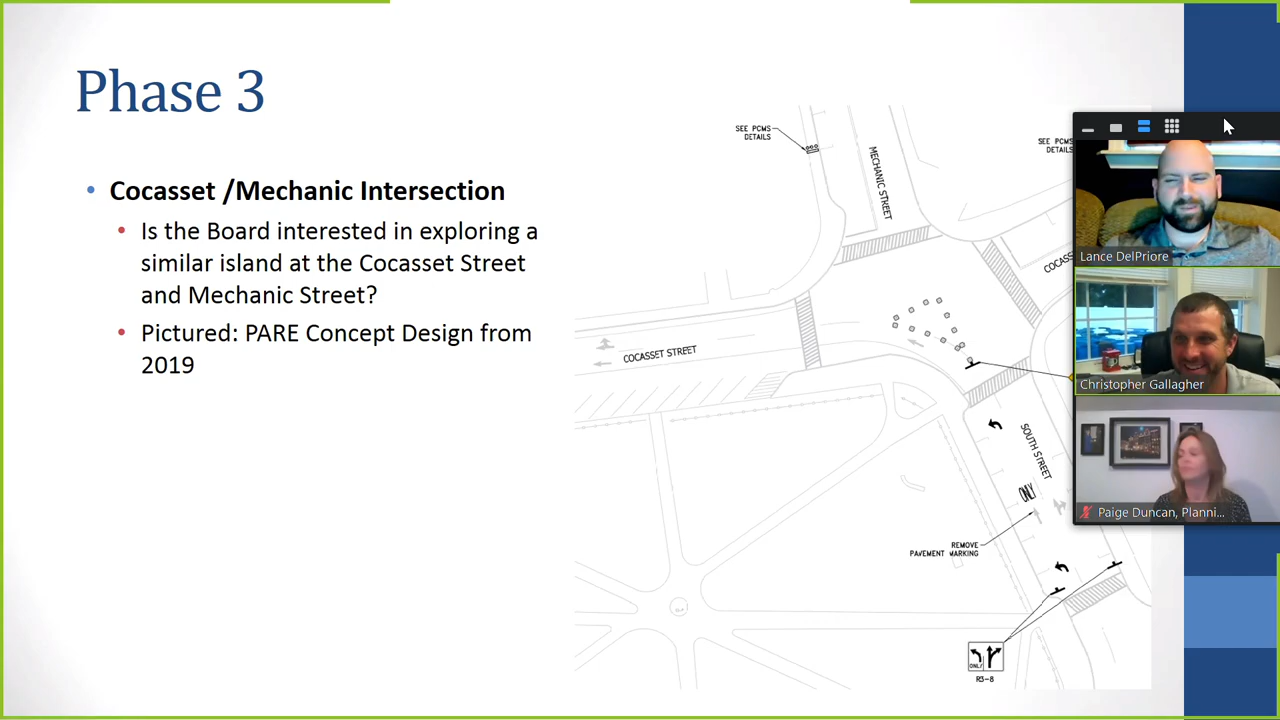 Phase 3
Cocasset /Mechanic Intersection
Is the Board interested in exploring a
similar island at the Cocasset Street
and Mechanic Street?
Pictured: PARE Concept Design from
2019
SEE PCMS
DETAILS
MECHANIC STREET
SEE PCMS
DETAILS
COCASS
COCASSET STREET
SOUTH STREET
ONLY
REMOVE
PAVEMENT MARKING
ONLY
R3-8
Lance DelPriore
Christopher Gallagher
Paige Duncan, Planni...